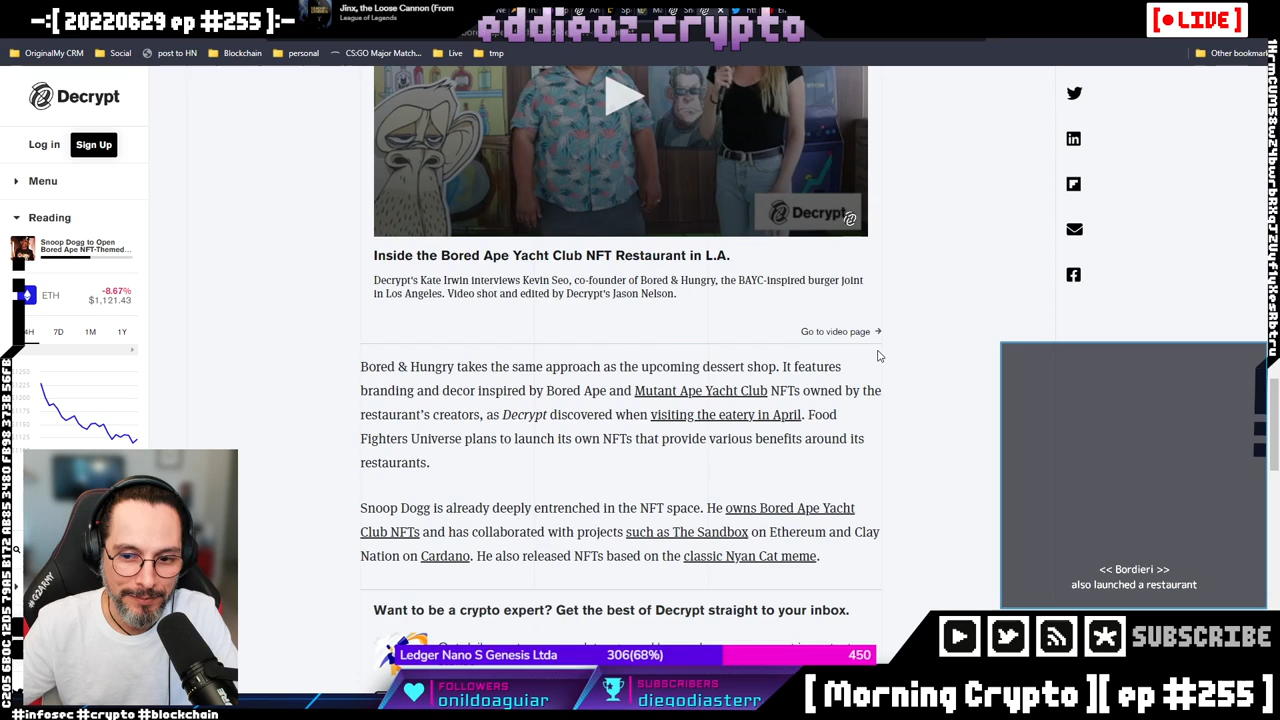 -:[ 20220629 ep #255 ]:-
Jinx, the Loose Cannon (From
League of Legends
eddieoz.crypto
[ • LIVE ]
OriginalMy CRM
Social
post to HN
Blockchain
personal
CS:GO Major Match...
Live
tmp
Other bookmar
Decrypt
Log in
Sign Up
Menu
Reading
Snoop Dogg to Open
Bored Ape NFT-Themed...
ETH
-8.67%
$1,121.43
7D
1M
1Y
Decrypt
Inside the Bored Ape Yacht Club NFT Restaurant in L.A.
Decrypt's Kate Irwin interviews Kevin Seo, co-founder of Bored & Hungry, the BAYC-inspired burger joint
in Los Angeles. Video shot and edited by Decrypt's Jason Nelson.
Go to video page →
Bored & Hungry takes the same approach as the upcoming dessert shop. It features
branding and decor inspired by Bored Ape and Mutant Ape Yacht Club NFTs owned by the
restaurant's creators, as Decrypt discovered when visiting the eatery in April. Food
Fighters Universe plans to launch its own NFTs that provide various benefits around its
restaurants.
Snoop Dogg is already deeply entrenched in the NFT space. He owns Bored Ape Yacht
Club NFTs and has collaborated with projects such as The Sandbox on Ethereum and Clay
Nation on Cardano. He also released NFTs based on the classic Nyan Cat meme.
Want to be a crypto expert? Get the best of Decrypt straight to your inbox.
<< Bordieri >>
also launched a restaurant
Ledger Nano S Genesis Ltda
306(68%)
450
FOLLOWERS
onildoaguiar
SUBSCRIBERS
diegodiasterr
SUBSCRIBE
[ Morning Crypto ][ ep #255 ]
#infosec #crypto #blockchain